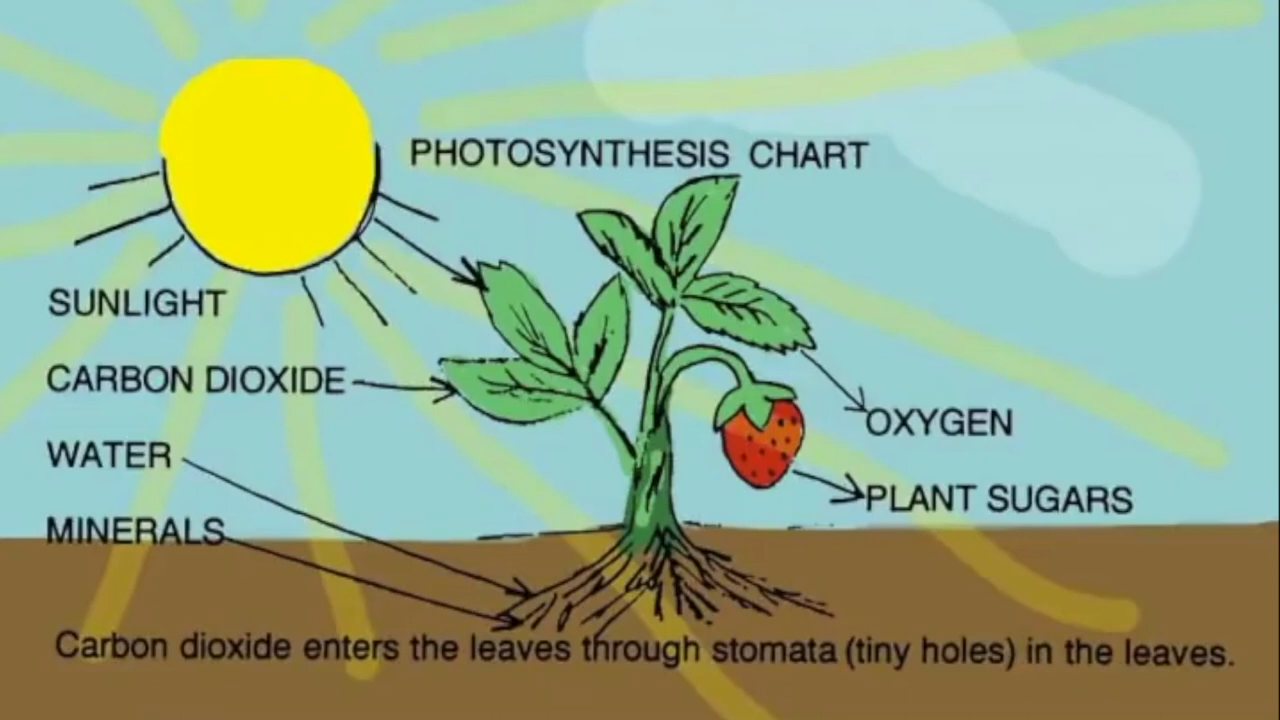 PHOTOSYNTHESIS CHART
SUNLIGHT
CARBON DIOXIDE
WATER
MINERALS
OXYGEN
PLANT SUGARS
Carbon dioxide enters the leaves through stomata (tiny holes) in the leaves.